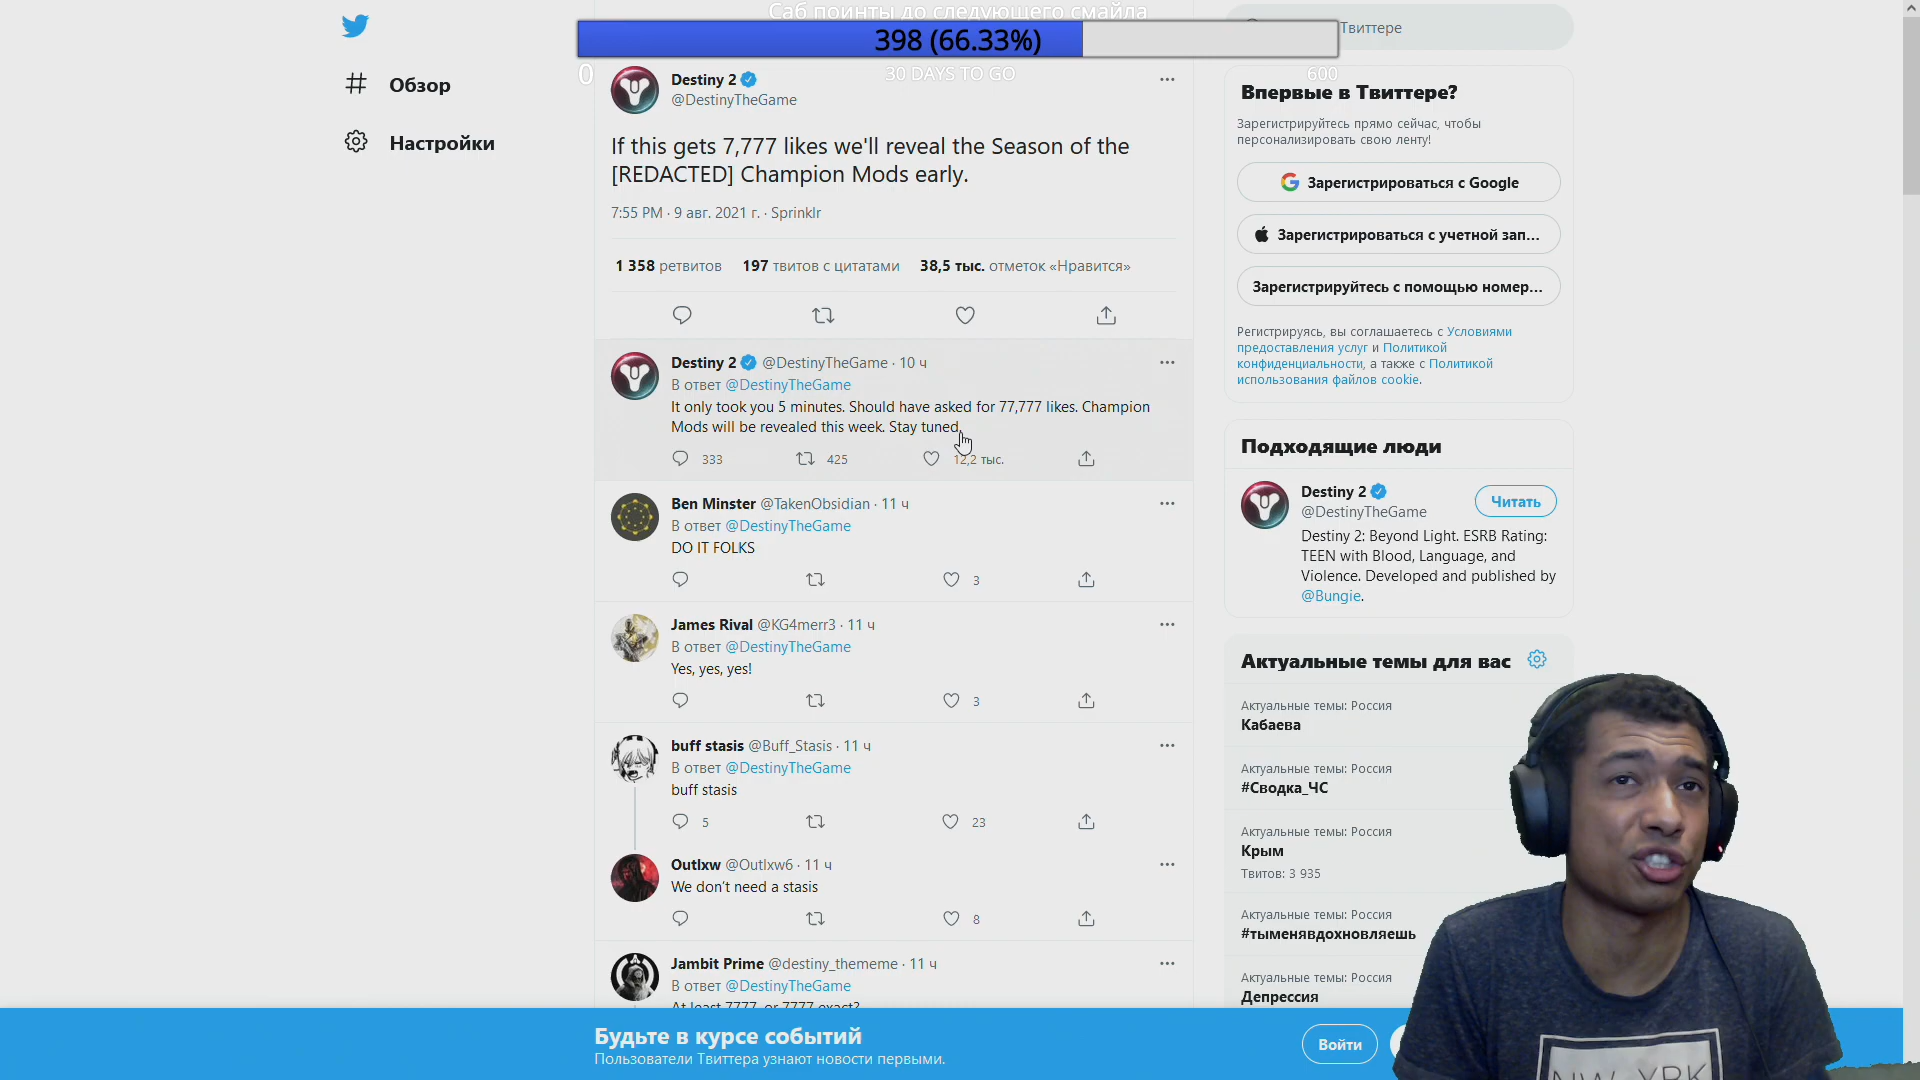 Саб поинты до следующего смайла
398 (66.33%)
0
30 DAYS TO GO
600
Твиттере
Обзор
Настройки
Destiny 2
@DestinyTheGame
If this gets 7,777 likes we'll reveal the Season of the
[REDACTED] Champion Mods early.
7:55 PM · 9 авг. 2021 г. · Sprinklr
1 358 ретвитов 197 твитов с цитатами 38,5 тыс. отметок «Нравится»
Destiny 2 @DestinyTheGame · 10 ч
В ответ @DestinyTheGame
It only took you 5 minutes. Should have asked for 77,777 likes. Champion
Mods will be revealed this week. Stay tuned.
333 425 12,2 тыс.
Ben Minster @TakenObsidian · 11 ч
В ответ @DestinyTheGame
DO IT FOLKS
3
James Rival @KG4merr3 · 11 ч
В ответ @DestinyTheGame
Yes, yes, yes!
3
buff stasis @Buff_Stasis · 11 ч
В ответ @DestinyTheGame
buff stasis
5 23
Outlxw @Outlxw6 · 11 ч
We don't need a stasis
8
Jambit Prime @destiny_thememe · 11 ч
В ответ @DestinyTheGame
At least 7777, or 7777 exact?
Впервые в Твиттере?
Зарегистрируйтесь прямо сейчас, чтобы
персонализировать свою ленту!
Зарегистрироваться с Google
Зарегистрироваться с учетной зап...
Зарегистрируйтесь с помощью номер...
Регистрируясь, вы соглашаетесь с Условиями
предоставления услуг и Политикой
конфиденциальности, а также с Политикой
использования файлов cookie.
Подходящие люди
Destiny 2
@DestinyTheGame
Читать
Destiny 2: Beyond Light. ESRB Rating:
TEEN with Blood, Language, and
Violence. Developed and published by
@Bungie.
Актуальные темы для вас
Актуальные темы: Россия
Кабаева
Актуальные темы: Россия
#Сводка_ЧС
Актуальные темы: Россия
Крым
Твитов: 3 935
Актуальные темы: Россия
#тыменявдохновляешь
Актуальные темы: Россия
Депрессия
Будьте в курсе событий
Пользователи Твиттера узнают новости первыми.
Войти